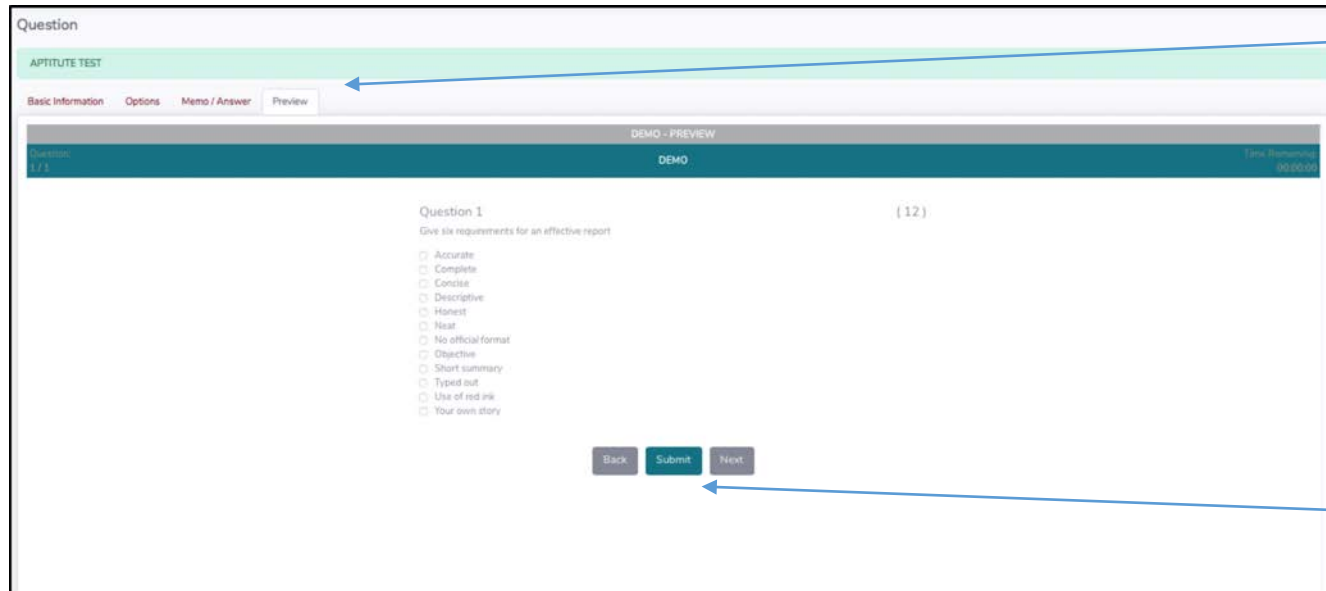 Question
APTITUTE TEST
Basic Information Options Memo / Answer Preview
DEMO - PREVIEW
Question: DEMO Time Remaining:
1 / 1 00:00:00
Question 1 ( 12 )
Give six requirements for an effective report
Accurate
Complete
Concise
Descriptive
Honest
Neat
No official format
Objective
Short summary
Typed out
Use of red ink
Your own story
Back Submit Next